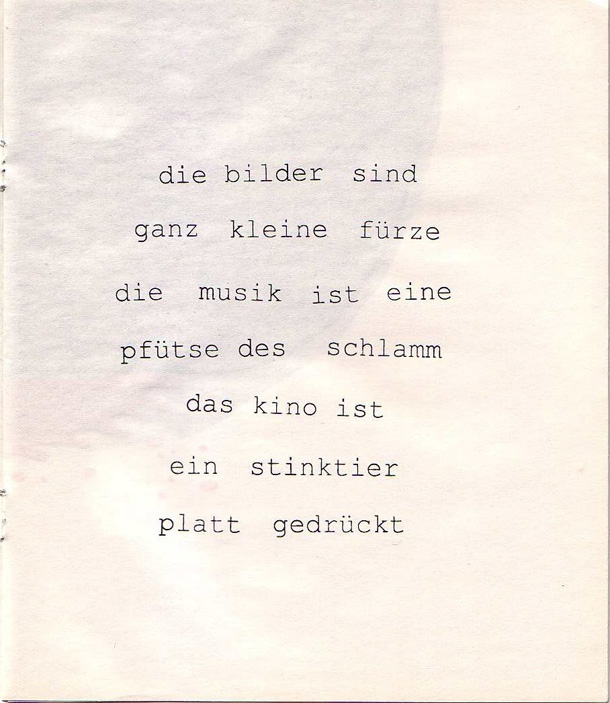 die bilder sind
ganz kleine fürze
die musik ist eine
pfütse des schlamm
das kino ist
ein stinktier
platt gedrückt